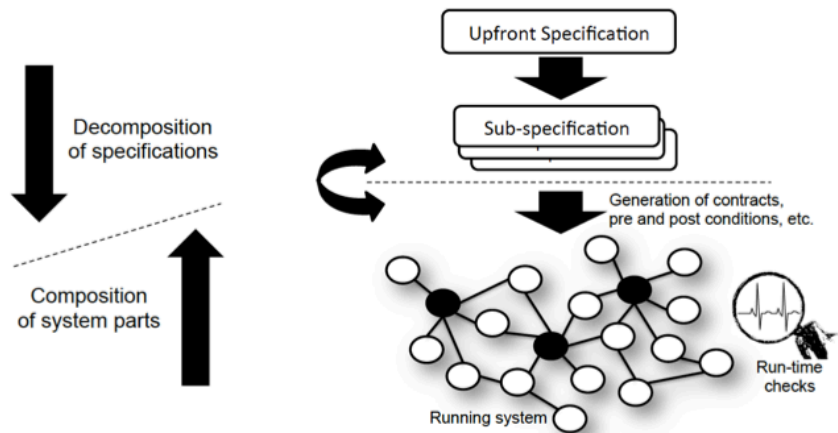 Upfront Specification
Decomposition
of specifications
Sub-specification
Generation of contracts,
pre and post conditions, etc.
Composition
of system parts
Run-time
checks
Running system